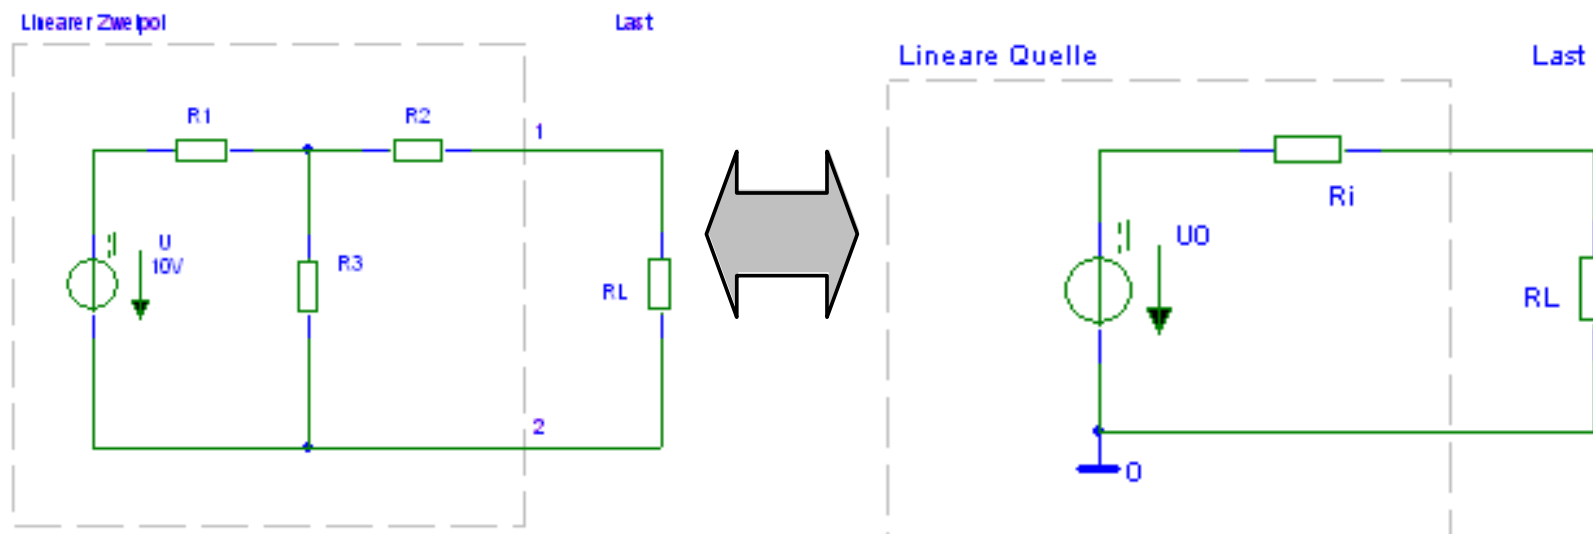 Linearer Zweipol
Last
R1
R2
1
U
10V
R3
RL
2
Lineare Quelle
Last
Ri
U0
RL
0